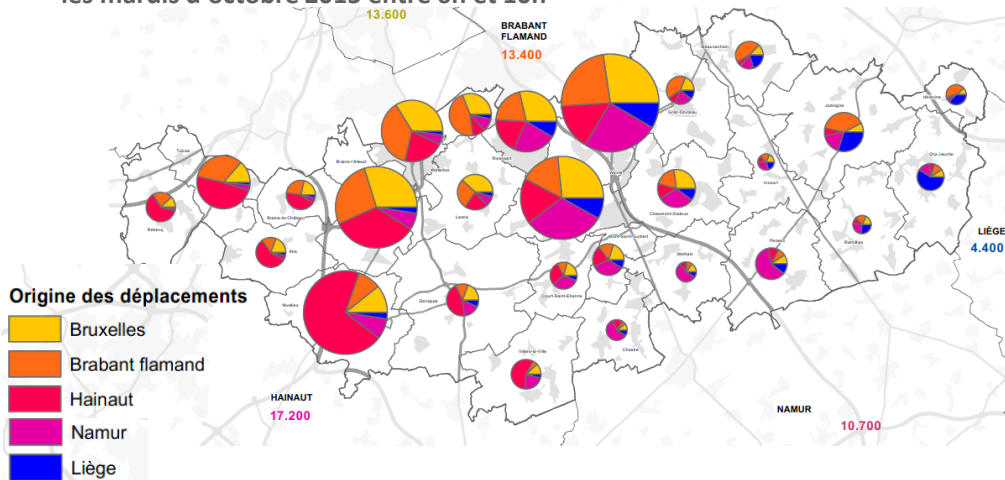 les mardis d'octobre 2015 entre 6h et 10h
13.600
BRABANT
FLAMAND
13.400
Beauvechain
Grez-Doiceau
Hélécine
Jodoigne
Orp-Jauche
Tubize
Braine-l'Alleud
Waterloo
Rixensart
Wavre
Incourt
Rebecq
Braine-le-Château
Lasne
Chaumont-Gistoux
Ramillies
Ittre
Mont-Saint-Guibert
Walhain
Perwez
LIÈGE
4.400
Nivelles
Genappe
Court-Saint-Etienne
Chastre
Villers-la-Ville
Origine des déplacements
Bruxelles
Brabant flamand
Hainaut
Namur
Liège
HAINAUT
17.200
NAMUR
10.700